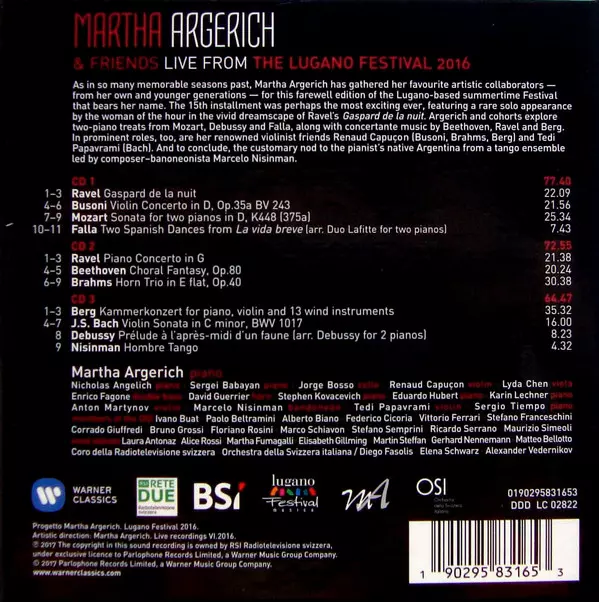 MARTHA ARGERICH
& FRIENDS LIVE FROM THE LUGANO FESTIVAL 2016
As in so many memorable seasons past, Martha Argerich has gathered her favourite artistic collaborators —
from her own and younger generations — for this farewell edition of the Lugano-based summertime Festival
that bears her name. The 15th installment was perhaps the most exciting ever, featuring a rare solo appearance
by the woman of the hour in the vivid dreamscape of Ravel's Gaspard de la nuit. Argerich and cohorts explore
two-piano treats from Mozart, Debussy and Falla, along with concertante music by Beethoven, Ravel and Berg.
In prominent roles, too, are her renowned violinist friends Renaud Capuçon (Busoni, Brahms, Berg) and Tedi
Papavrami (Bach). And to conclude, the customary nod to the pianist's native Argentina from a tango ensemble
led by composer–banoneonista Marcelo Nisinman.
CD 1 77.40
1–3 Ravel Gaspard de la nuit 22.09
4–6 Busoni Violin Concerto in D, Op.35a BV 243 21.56
7–9 Mozart Sonata for two pianos in D, K448 (375a) 25.34
10–11 Falla Two Spanish Dances from La vida breve (arr. Duo Lafitte for two pianos) 7.43
CD 2 72.55
1–3 Ravel Piano Concerto in G 21.38
4–5 Beethoven Choral Fantasy, Op.80 20.24
6–9 Brahms Horn Trio in E flat, Op.40 30.38
CD 3 64.47
1–3 Berg Kammerkonzert for piano, violin and 13 wind instruments 35.32
4–7 J.S. Bach Violin Sonata in C minor, BWV 1017 16.00
8 Debussy Prélude à l'après-midi d'un faune (arr. Debussy for 2 pianos) 8.23
9 Nisinman Hombre Tango 4.32
Martha Argerich piano
Nicholas Angelich piano Sergei Babayan piano Jorge Bosso cello Renaud Capuçon violin Lyda Chen viola
Enrico Fagone double bass David Guerrier horn Stephen Kovacevich piano Eduardo Hubert piano Karin Lechner piano
Anton Martynov violin Marcelo Nisinman bandoneon Tedi Papavrami violin Sergio Tiempo piano
members of the OSI Ivano Buat Paolo Beltramini Alberto Biano Federico Cicoria Vittorio Ferrari Stefano Franceschini
Corrado Giuffredi Bruno Grossi Floriano Rosini Marco Schiavon Stefano Semprini Ricardo Serrano Maurizio Simeoli
Laura Antonaz Alice Rossi Martha Fumagalli Elisabeth Gillming Martin Steffan Gerhard Nennemann Matteo Bellotto
Coro della Radiotelevisione svizzera Orchestra della Svizzera italiana / Diego Fasolis Elena Schwarz Alexander Vedernikov
WARNER
CLASSICS
RSI RETE
DUE
Radiotelevisione
svizzera
BSI
lugano
Festival
MUSICA
MA
OSI
Orchestra
della Svizzera
italiana
0190295831653
DDD LC 02822
Progetto Martha Argerich. Lugano Festival 2016.
Artistic direction: Martha Argerich. Live recordings VI.2016.
℗ 2017 The copyright in this sound recording is owned by RSI Radiotelevisione svizzera,
under exclusive licence to Parlophone Records Limited, a Warner Music Group Company.
© 2017 Parlophone Records Limited, a Warner Music Group Company.
www.warnerclassics.com
1 90295 83165 3